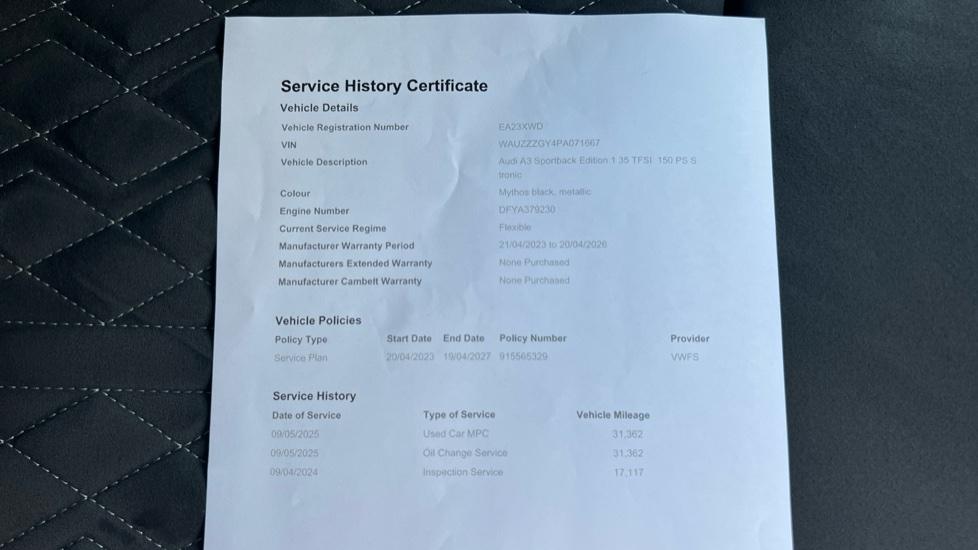 Service History Certificate
Vehicle Details
Vehicle Registration Number EA23XWD
VIN WAUZZZGY4PA071667
Vehicle Description Audi A3 Sportback Edition 1 35 TFSI 150 PS S
tronic
Colour Mythos black, metallic
Engine Number DFYA379230
Current Service Regime Flexible
Manufacturer Warranty Period 21/04/2023 to 20/04/2026
Manufacturers Extended Warranty None Purchased
Manufacturer Cambelt Warranty None Purchased
Vehicle Policies
Policy Type Start Date End Date Policy Number Provider
Service Plan 20/04/2023 19/04/2027 915565329 VWFS
Service History
Date of Service Type of Service Vehicle Mileage
09/05/2025 Used Car MPC 31,362
09/05/2025 Oil Change Service 31,362
09/04/2024 Inspection Service 17,117